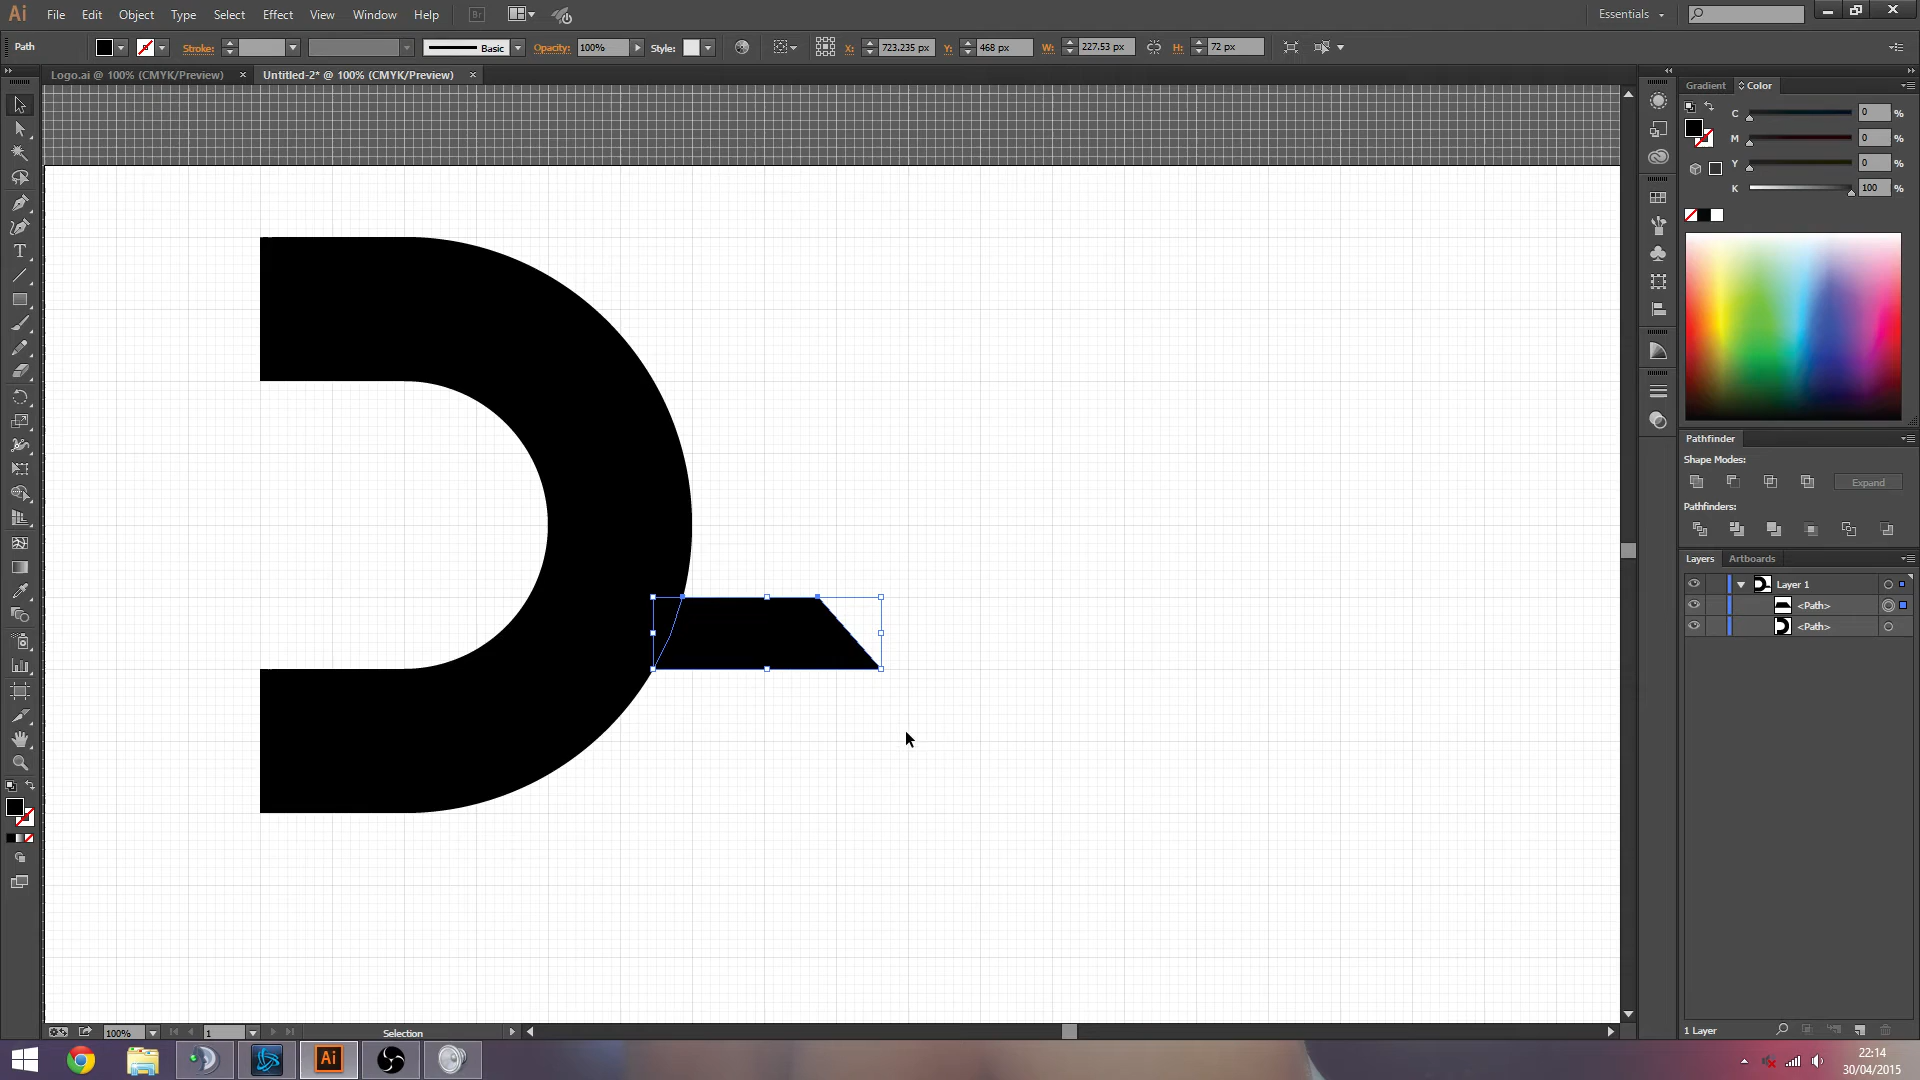 Ai File Edit Object Type Select Effect View Window Help Br Essentials
Path Stroke: Basic Opacity: 100% Style: X: 723.235 px Y: 468 px W: 227.53 px H: 72 px
Logo.ai @ 100% (CMYK/Preview) × Untitled-2* @ 100% (CMYK/Preview) ×
Gradient Color
C 0 %
M 0 %
Y 0 %
K 100 %
Pathfinder
Shape Modes:
Expand
Pathfinders:
Layers Artboards
Layer 1
<Path>
<Path>
T
100% 1 Selection
1 Layer
Ai
22:14
30/04/2015